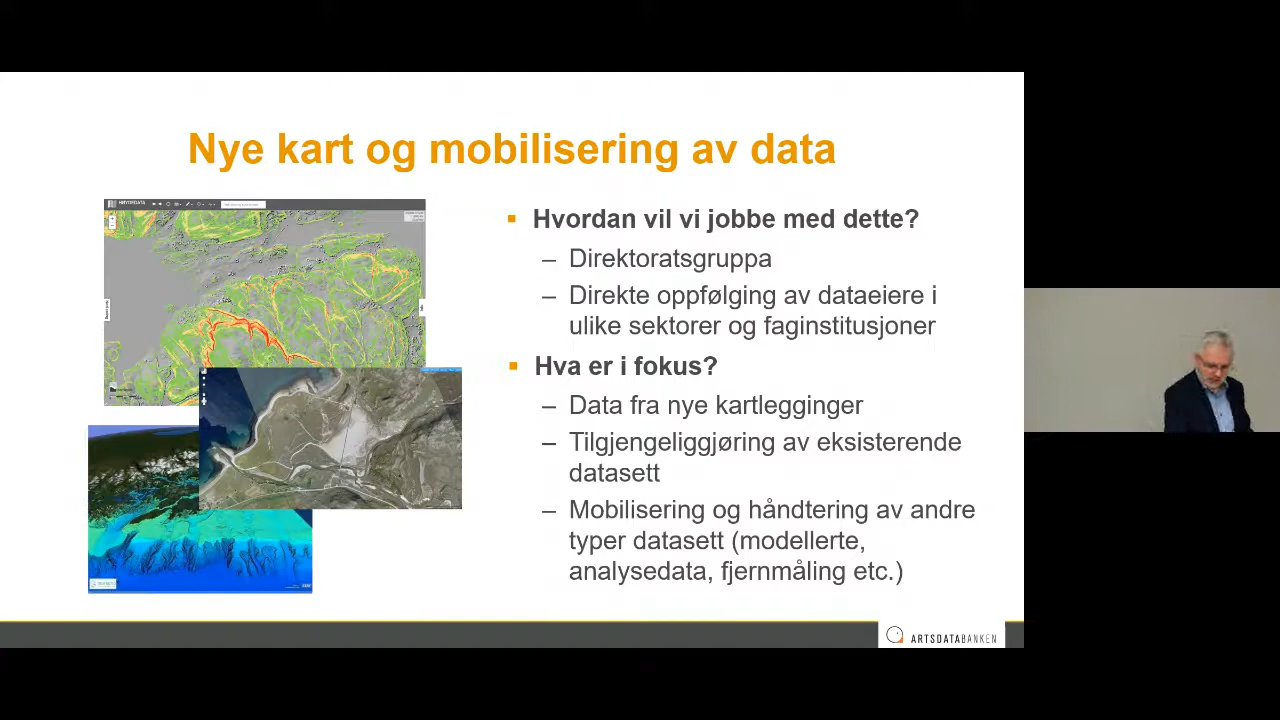 Nye kart og mobilisering av data
HØYDEDATA
Hvordan vil vi jobbe med dette?
– Direktoratsgruppa
– Direkte oppfølging av dataeiere i
ulike sektorer og faginstitusjoner
Hva er i fokus?
– Data fra nye kartlegginger
– Tilgjengeliggjøring av eksisterende
datasett
– Mobilisering og håndtering av andre
typer datasett (modellerte,
analysedata, fjernmåling etc.)
ARTSDATABANKEN